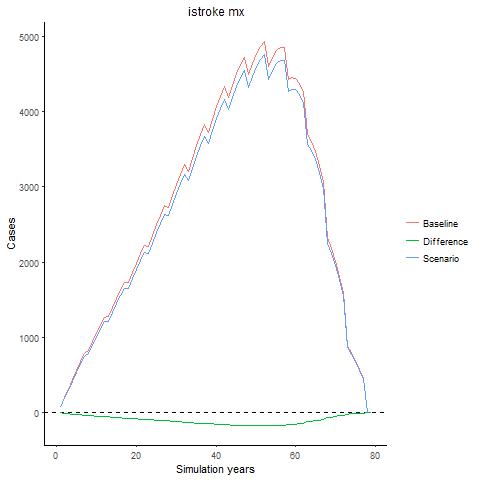 istroke mx
5000
4000
3000
2000
1000
0
Cases
0 20 40 60 80
Simulation years
Baseline
Difference
Scenario